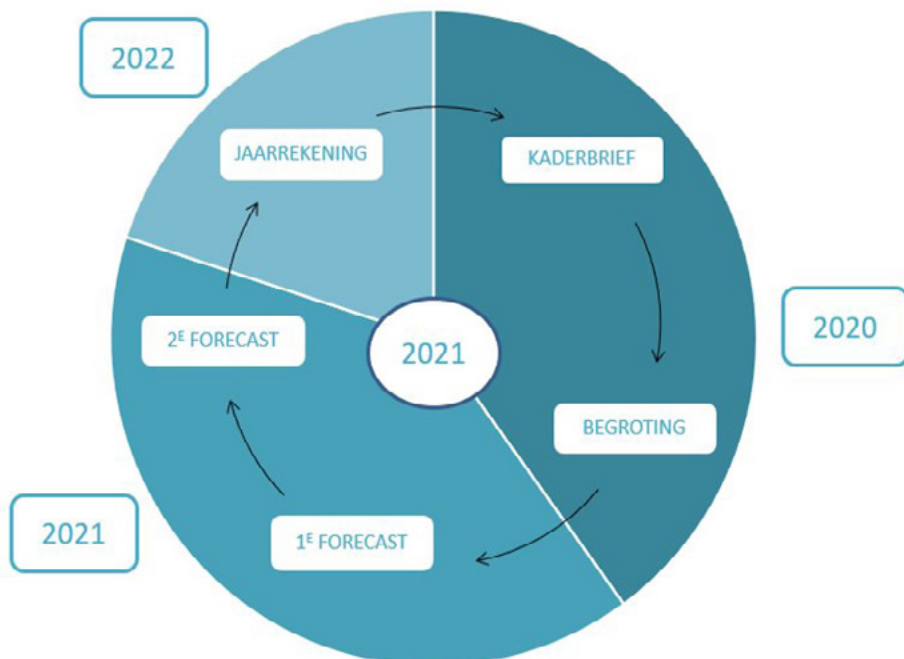 2022
JAARREKENING
KADERBRIEF
2020
2E FORECAST
2021
BEGROTING
2021
1E FORECAST